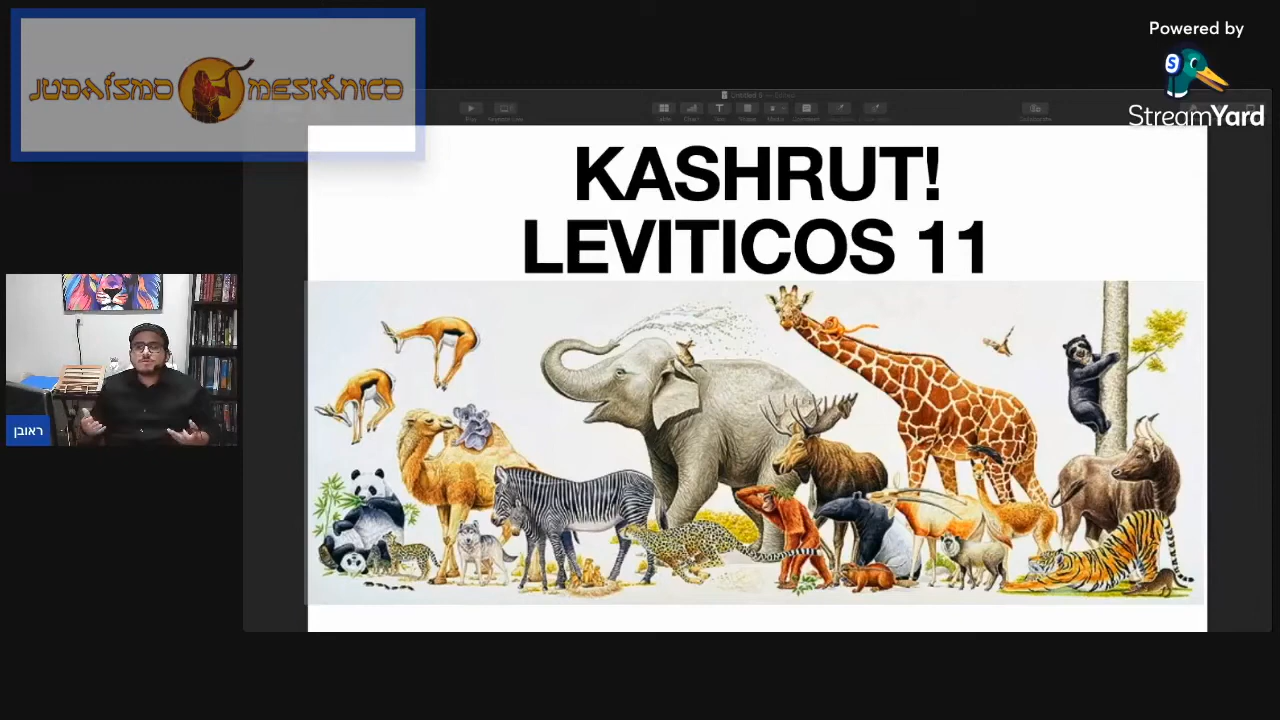 JUDAÍSMO MESIÁNICO
Powered by
StreamYard
KASHRUT!
LEVITICOS 11
ראובן